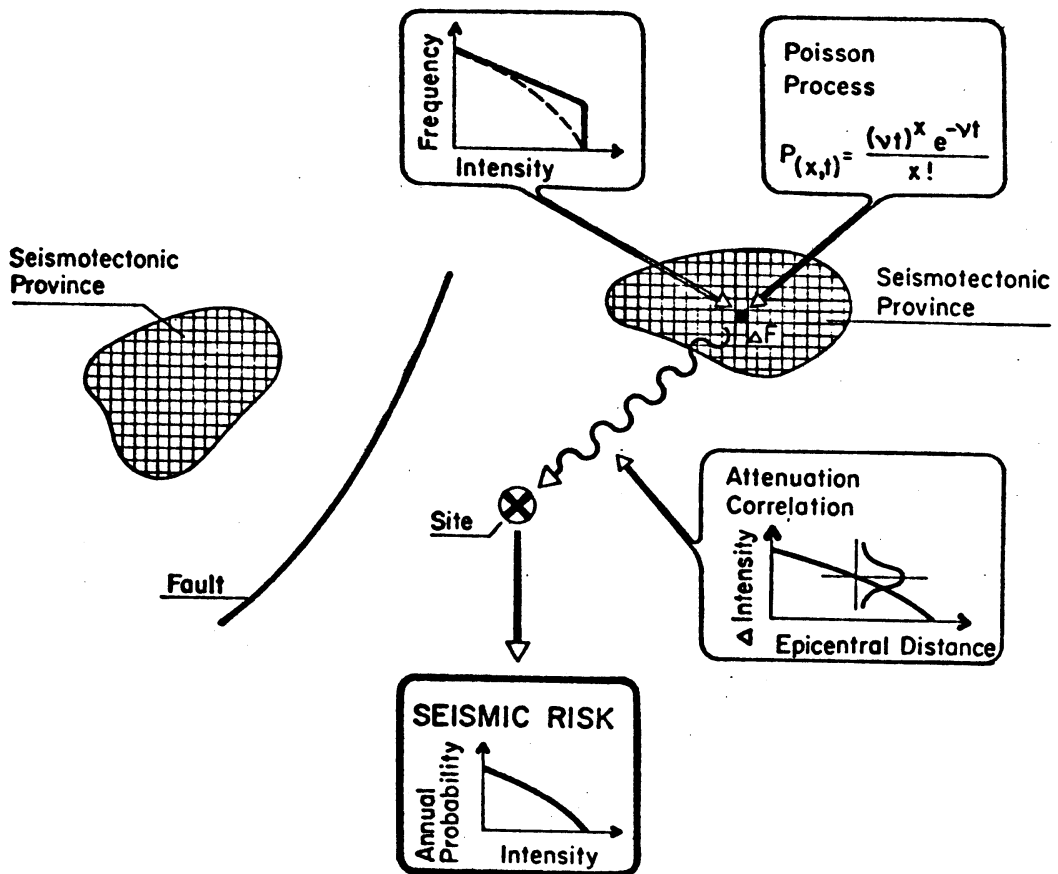 Frequency
Intensity
Poisson
Process
P(x,t) = (νt)^x e^-νt / x!
Seismotectonic
Province
Seismotectonic
Province
ΔF
Attenuation
Correlation
Δ Intensity
Epicentral Distance
Site
Fault
SEISMIC RISK
Annual
Probability
Intensity